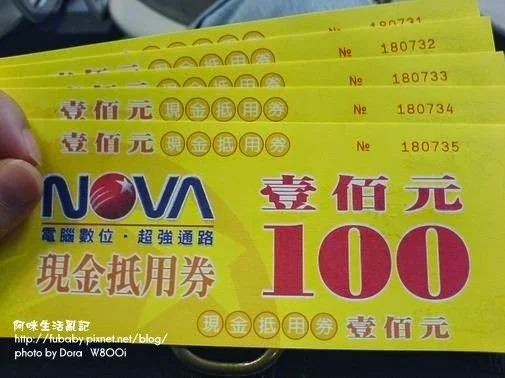 № 180731
№ 180732
№ 180733
壹佰元 現金抵用券 № 180734
壹佰元 現金抵用券 № 180735
NOVA
電腦數位・超強通路
現金抵用券
壹佰元
100
現金抵用券 壹佰元
阿咪生活亂記
http://fubaby.pixnet.net/blog/
photo by Dora W800i